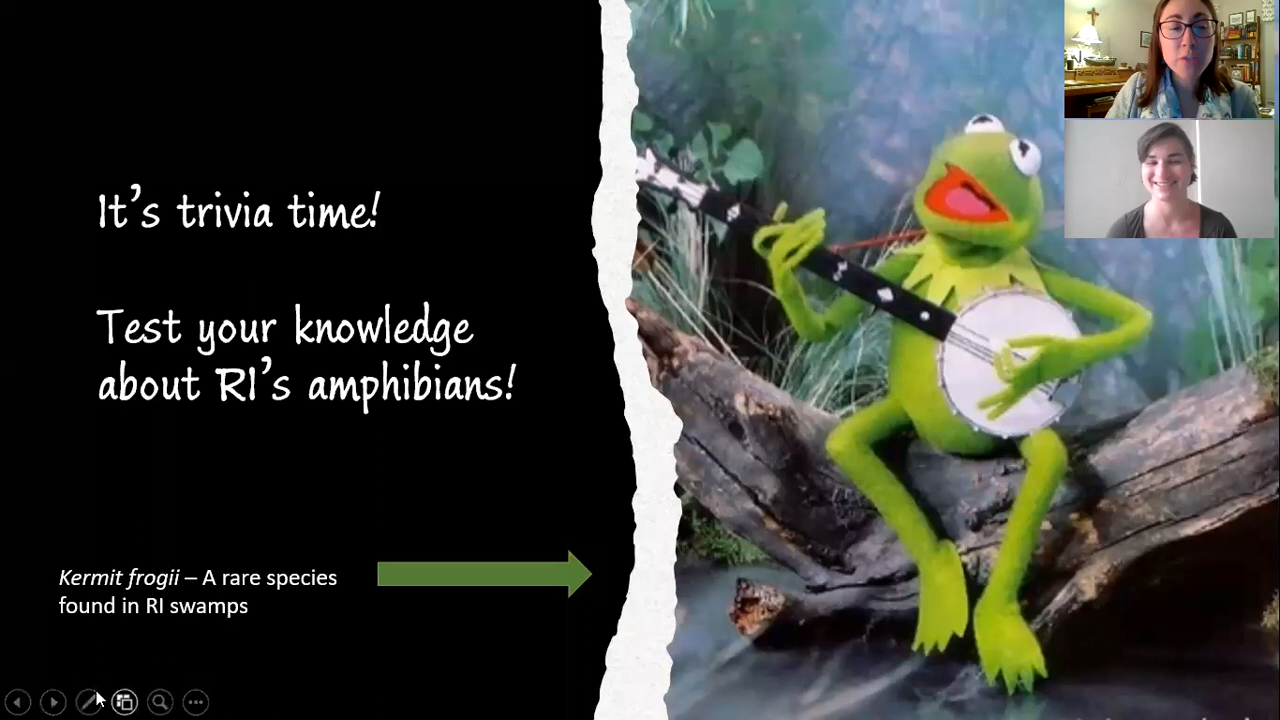 It's trivia time!
Test your knowledge
about RI's amphibians!
Kermit frogii – A rare species
found in RI swamps